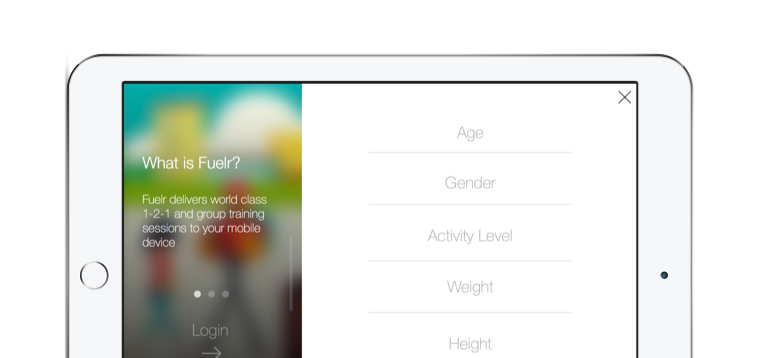 What is Fuelr?
Fuelr delivers world class
1-2-1 and group training
sessions to your mobile
device
Login
Age
Gender
Activity Level
Weight
Height